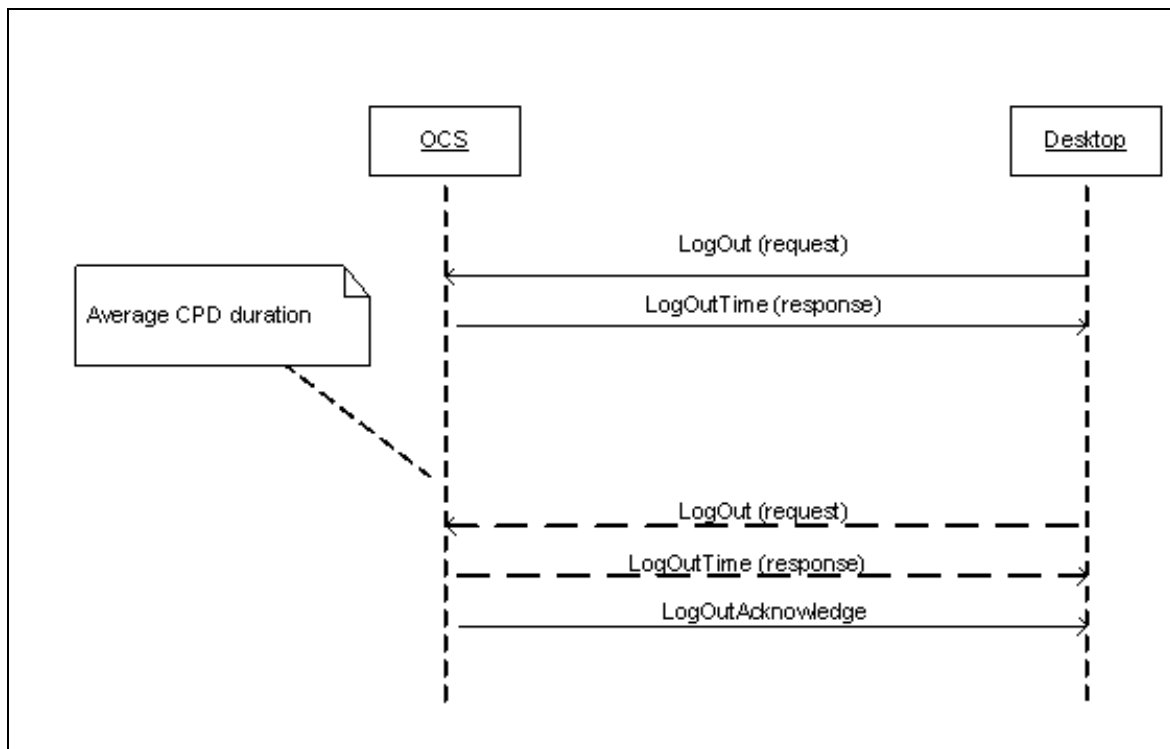 OCS
Desktop
LogOut (request)
Average CPD duration
LogOutTime (response)
LogOut (request)
LogOutTime (response)
LogOutAcknowledge